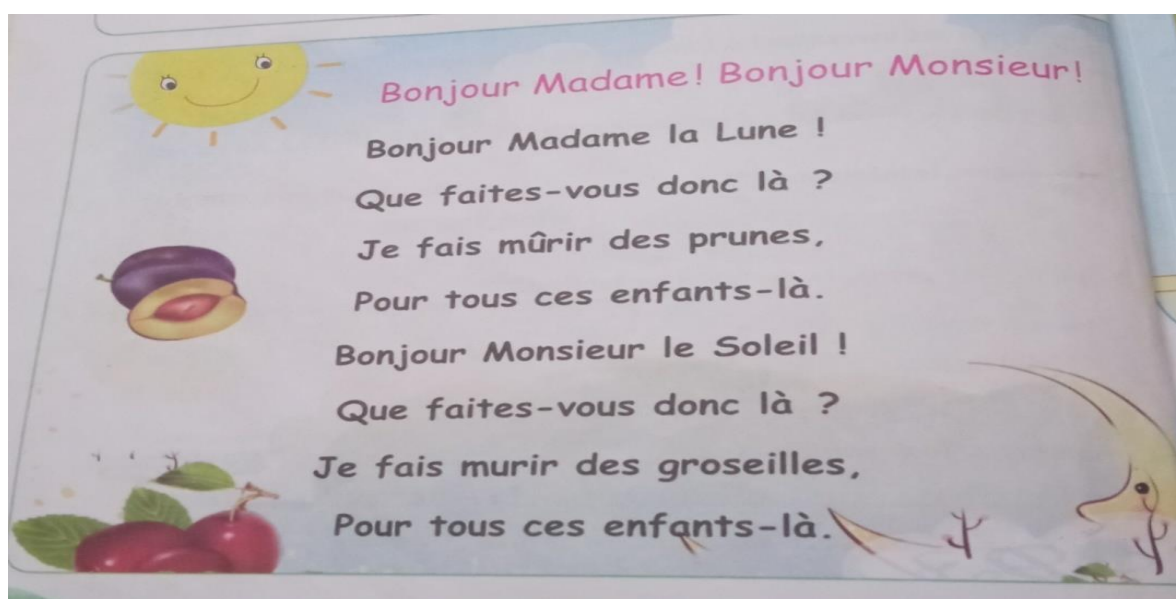 Bonjour Madame! Bonjour Monsieur!
Bonjour Madame la Lune !
Que faites-vous donc là ?
Je fais mûrir des prunes,
Pour tous ces enfants-là.
Bonjour Monsieur le Soleil !
Que faites-vous donc là ?
Je fais murir des groseilles,
Pour tous ces enfants-là.